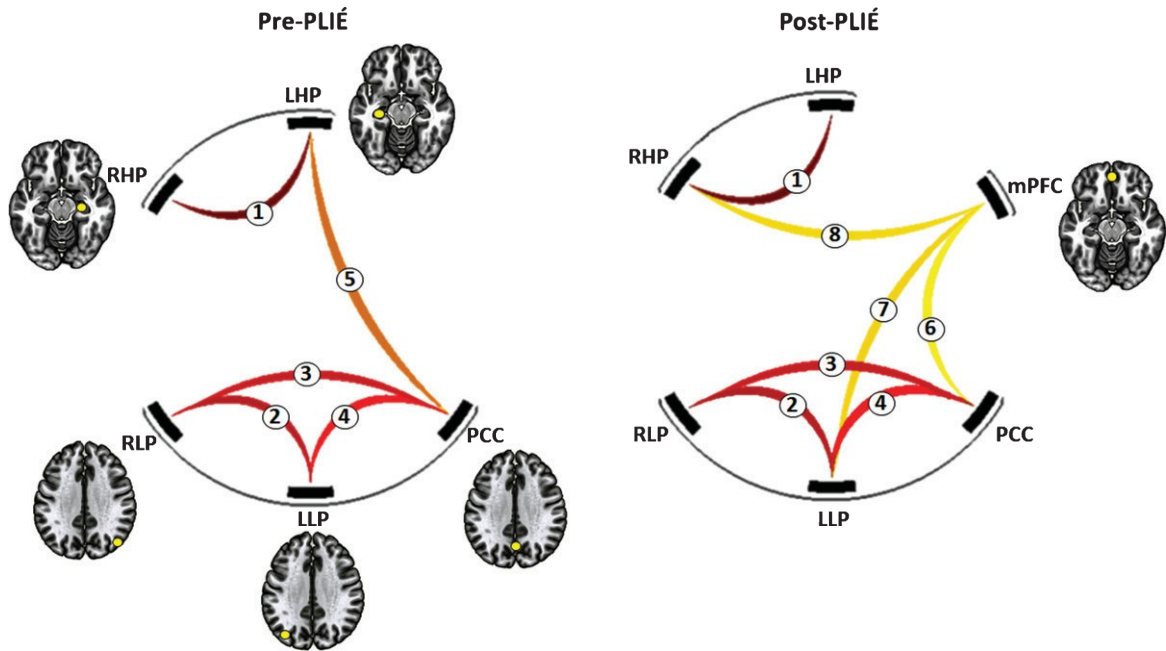 Pre-PLIÉ
LHP
RHP
1
5
3
2
4
RLP
PCC
LLP
Post-PLIÉ
LHP
RHP
mPFC
1
8
7
6
3
2
4
RLP
PCC
LLP